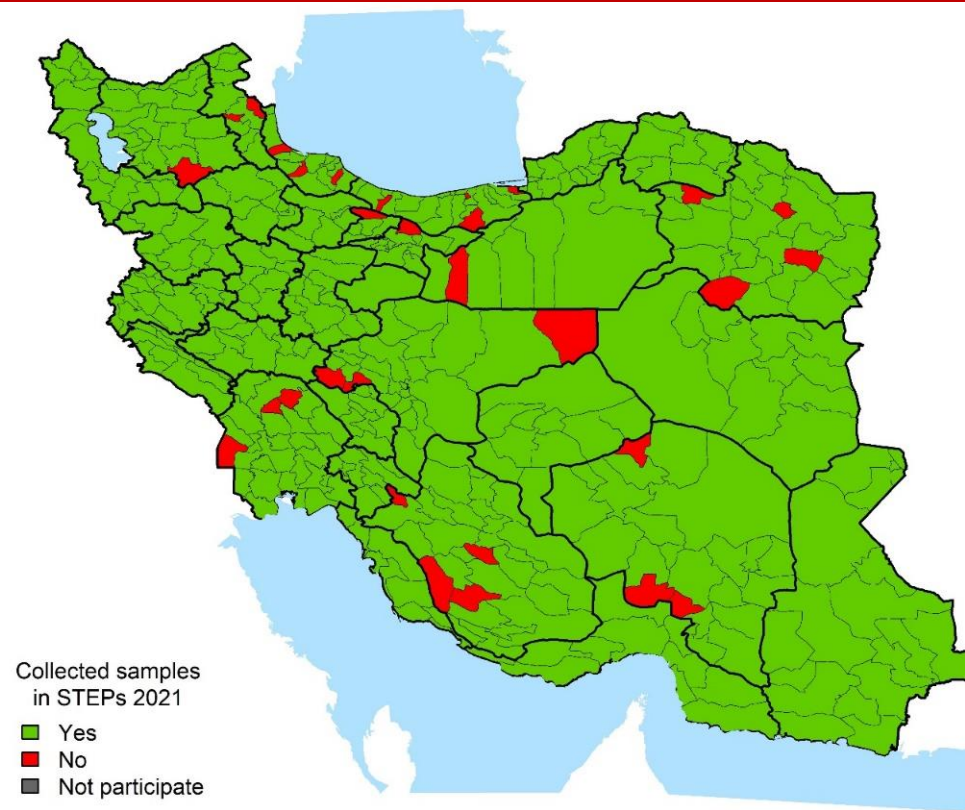 Collected samples
in STEPs 2021
Yes
No
Not participate